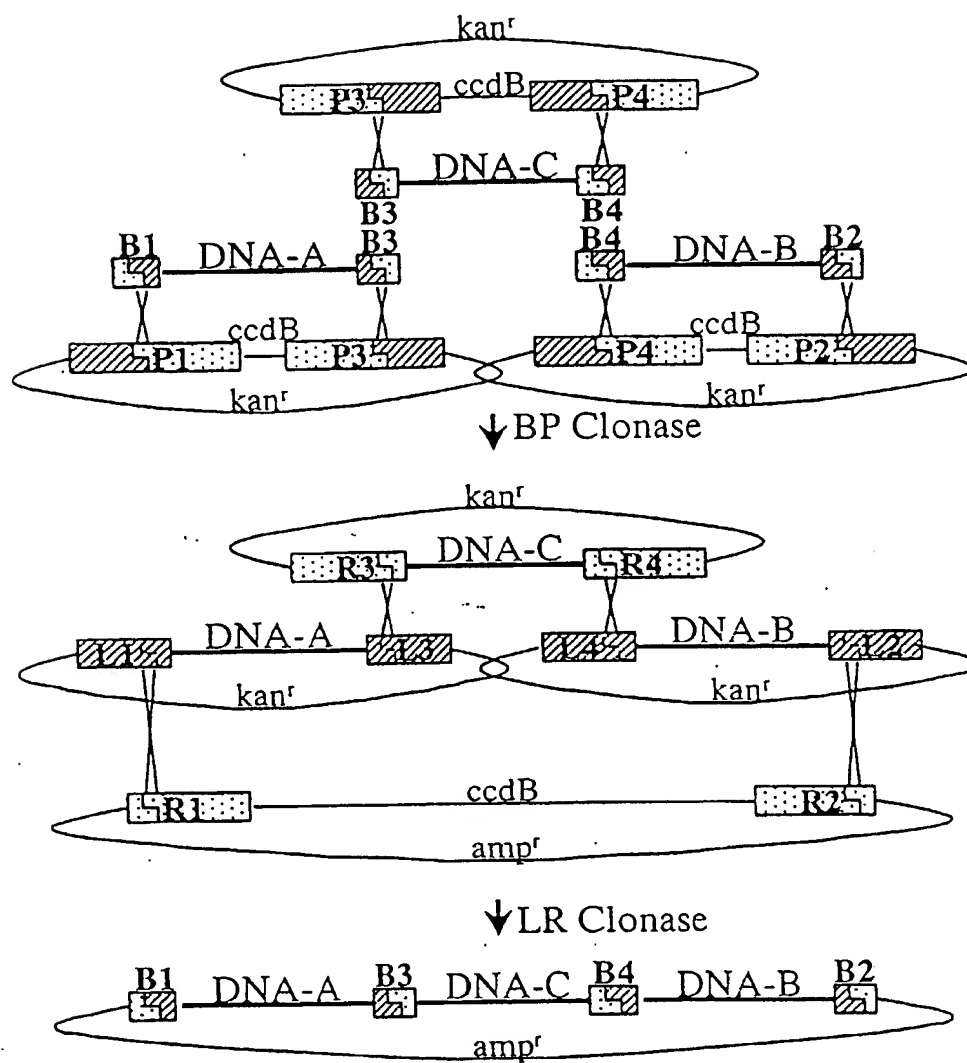 kanʳ
ccdB
P3 P4
DNA-C
B3 B4
B1 B3 B4 B2
DNA-A DNA-B
ccdB ccdB
P1 P3 P4 P2
kanʳ kanʳ
BP Clonase
kanʳ
DNA-C
R3 R4
DNA-A DNA-B
L1 L3 L4 L2
kanʳ kanʳ
ccdB
R1 R2
ampʳ
LR Clonase
B1 DNA-A B3 DNA-C B4 DNA-B B2
ampʳ